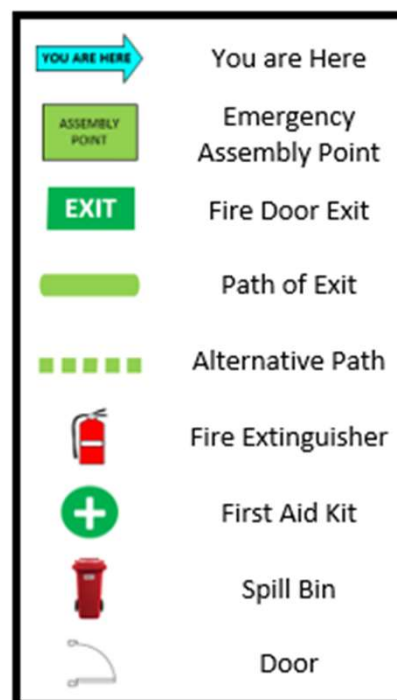 YOU ARE HERE
You are Here
ASSEMBLY
POINT
Emergency
Assembly Point
EXIT
Fire Door Exit
Path of Exit
Alternative Path
Fire Extinguisher
First Aid Kit
Spill Bin
Door